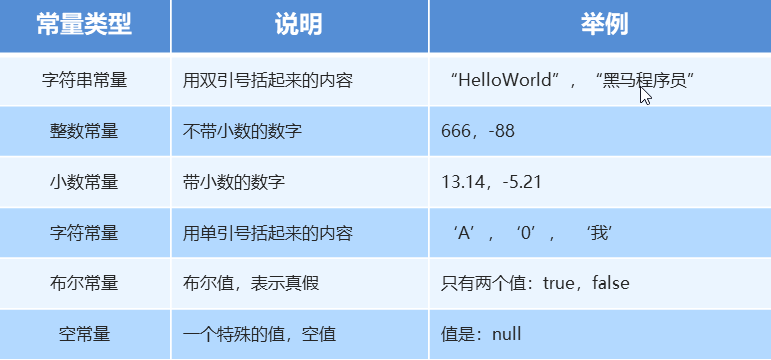 常量类型 说明 举例
字符串常量 用双引号括起来的内容 “HelloWorld”，“黑马程序员”
整数常量 不带小数的数字 666，-88
小数常量 带小数的数字 13.14，-5.21
字符常量 用单引号括起来的内容 ‘A’，‘0’， ‘我’
布尔常量 布尔值，表示真假 只有两个值：true，false
空常量 一个特殊的值，空值 值是：null